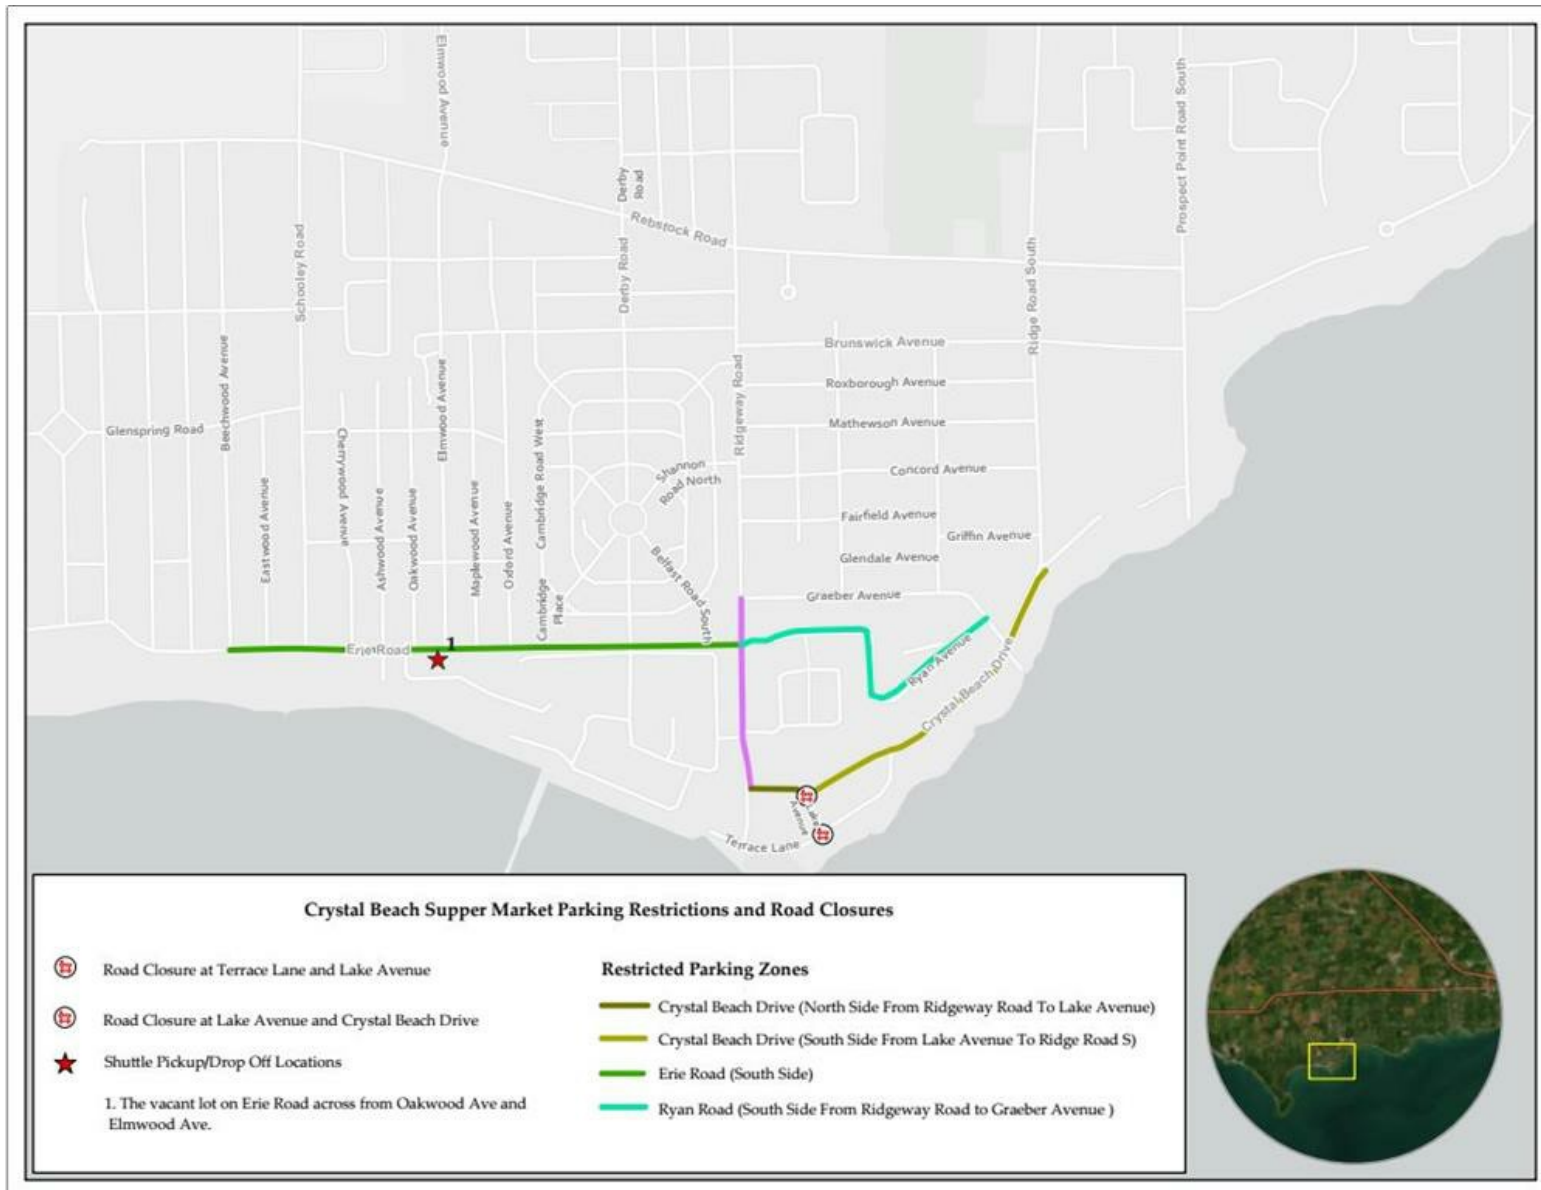 Elmwood Avenue
Prospect Point Road South
Derby
Road
Rebstock Road
Schooley Road
Derby Road
Ridge Road South
Brunswick Avenue
Beechwood Avenue
Elmwood Avenue
Ridgeway Road
Roxborough Avenue
Glenspring Road
Cherrywood Avenue
Cambridge Road West
Mathewson Avenue
Shannon
Road North
Concord Avenue
Eastwood Avenue
Ashwood Avenue
Oakwood Avenue
Maplewood Avenue
Oxford Avenue
Fairfield Avenue
Griffin Avenue
Belfast Road South
Glendale Avenue
Cambridge
Place
Graeber Avenue
Erie Road
1
Ryan Avenue
Crystal Beach Drive
Lake
Avenue
Terrace Lane
Crystal Beach Supper Market Parking Restrictions and Road Closures
Road Closure at Terrace Lane and Lake Avenue
Road Closure at Lake Avenue and Crystal Beach Drive
Shuttle Pickup/Drop Off Locations
1. The vacant lot on Erie Road across from Oakwood Ave and
Elmwood Ave.
Restricted Parking Zones
Crystal Beach Drive (North Side From Ridgeway Road To Lake Avenue)
Crystal Beach Drive (South Side From Lake Avenue To Ridge Road S)
Erie Road (South Side)
Ryan Road (South Side From Ridgeway Road to Graeber Avenue )